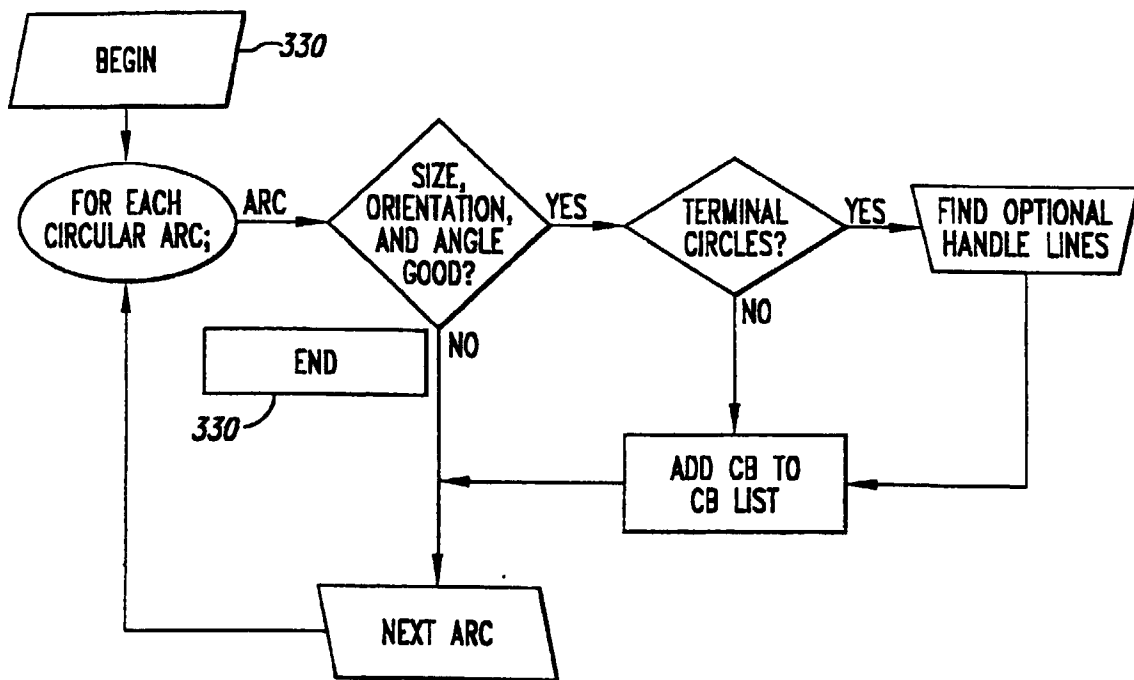 BEGIN
330
FOR EACH
CIRCULAR ARC;
ARC
SIZE,
ORIENTATION,
AND ANGLE
GOOD?
YES
TERMINAL
CIRCLES?
YES
FIND OPTIONAL
HANDLE LINES
NO
NO
END
330
ADD CB TO
CB LIST
NEXT ARC